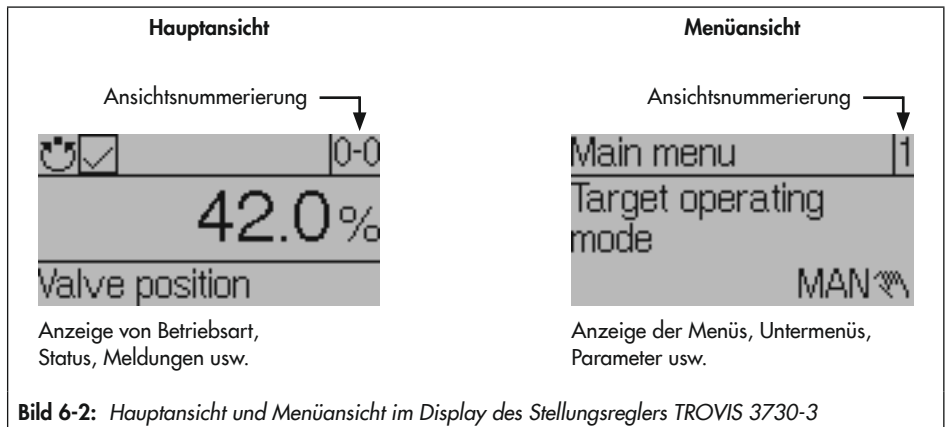 Hauptansicht
Ansichtsnummerierung
0-0
42.0%
Valve position
Anzeige von Betriebsart,
Status, Meldungen usw.
Menüansicht
Ansichtsnummerierung
Main menu 1
Target operating
mode
MAN
Anzeige der Menüs, Untermenüs,
Parameter usw.
Bild 6-2: Hauptansicht und Menüansicht im Display des Stellungsreglers TROVIS 3730-3